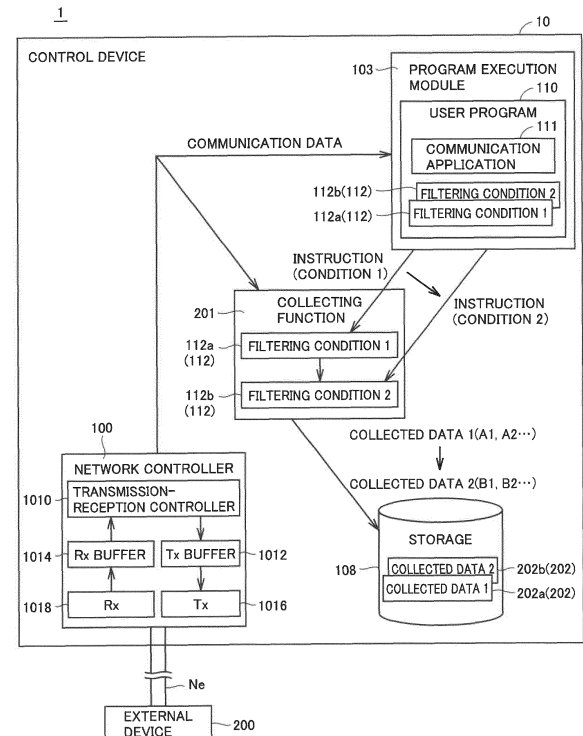 1
10
CONTROL DEVICE
103
PROGRAM EXECUTION
MODULE
110
USER PROGRAM
111
COMMUNICATION
APPLICATION
COMMUNICATION DATA
112b(112)
FILTERING CONDITION 2
112a(112)
FILTERING CONDITION 1
INSTRUCTION
(CONDITION 1)
INSTRUCTION
(CONDITION 2)
201
COLLECTING
FUNCTION
112a
(112)
FILTERING CONDITION 1
112b
(112)
FILTERING CONDITION 2
100
NETWORK CONTROLLER
1010
TRANSMISSION-
RECEPTION CONTROLLER
1014
Rx BUFFER
Tx BUFFER
1012
1018
Rx
Tx
1016
COLLECTED DATA 1(A1, A2⋯)
COLLECTED DATA 2(B1, B2⋯)
STORAGE
108
COLLECTED DATA 2
202b(202)
COLLECTED DATA 1
202a(202)
Ne
EXTERNAL
DEVICE
200